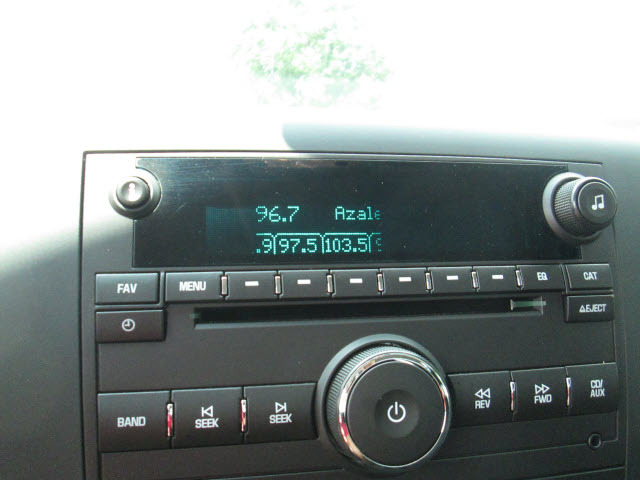 96.7 Azale
.9 97.5 103.5
FAV MENU EQ CAT
EJECT
BAND SEEK SEEK REV FWD CD/
AUX